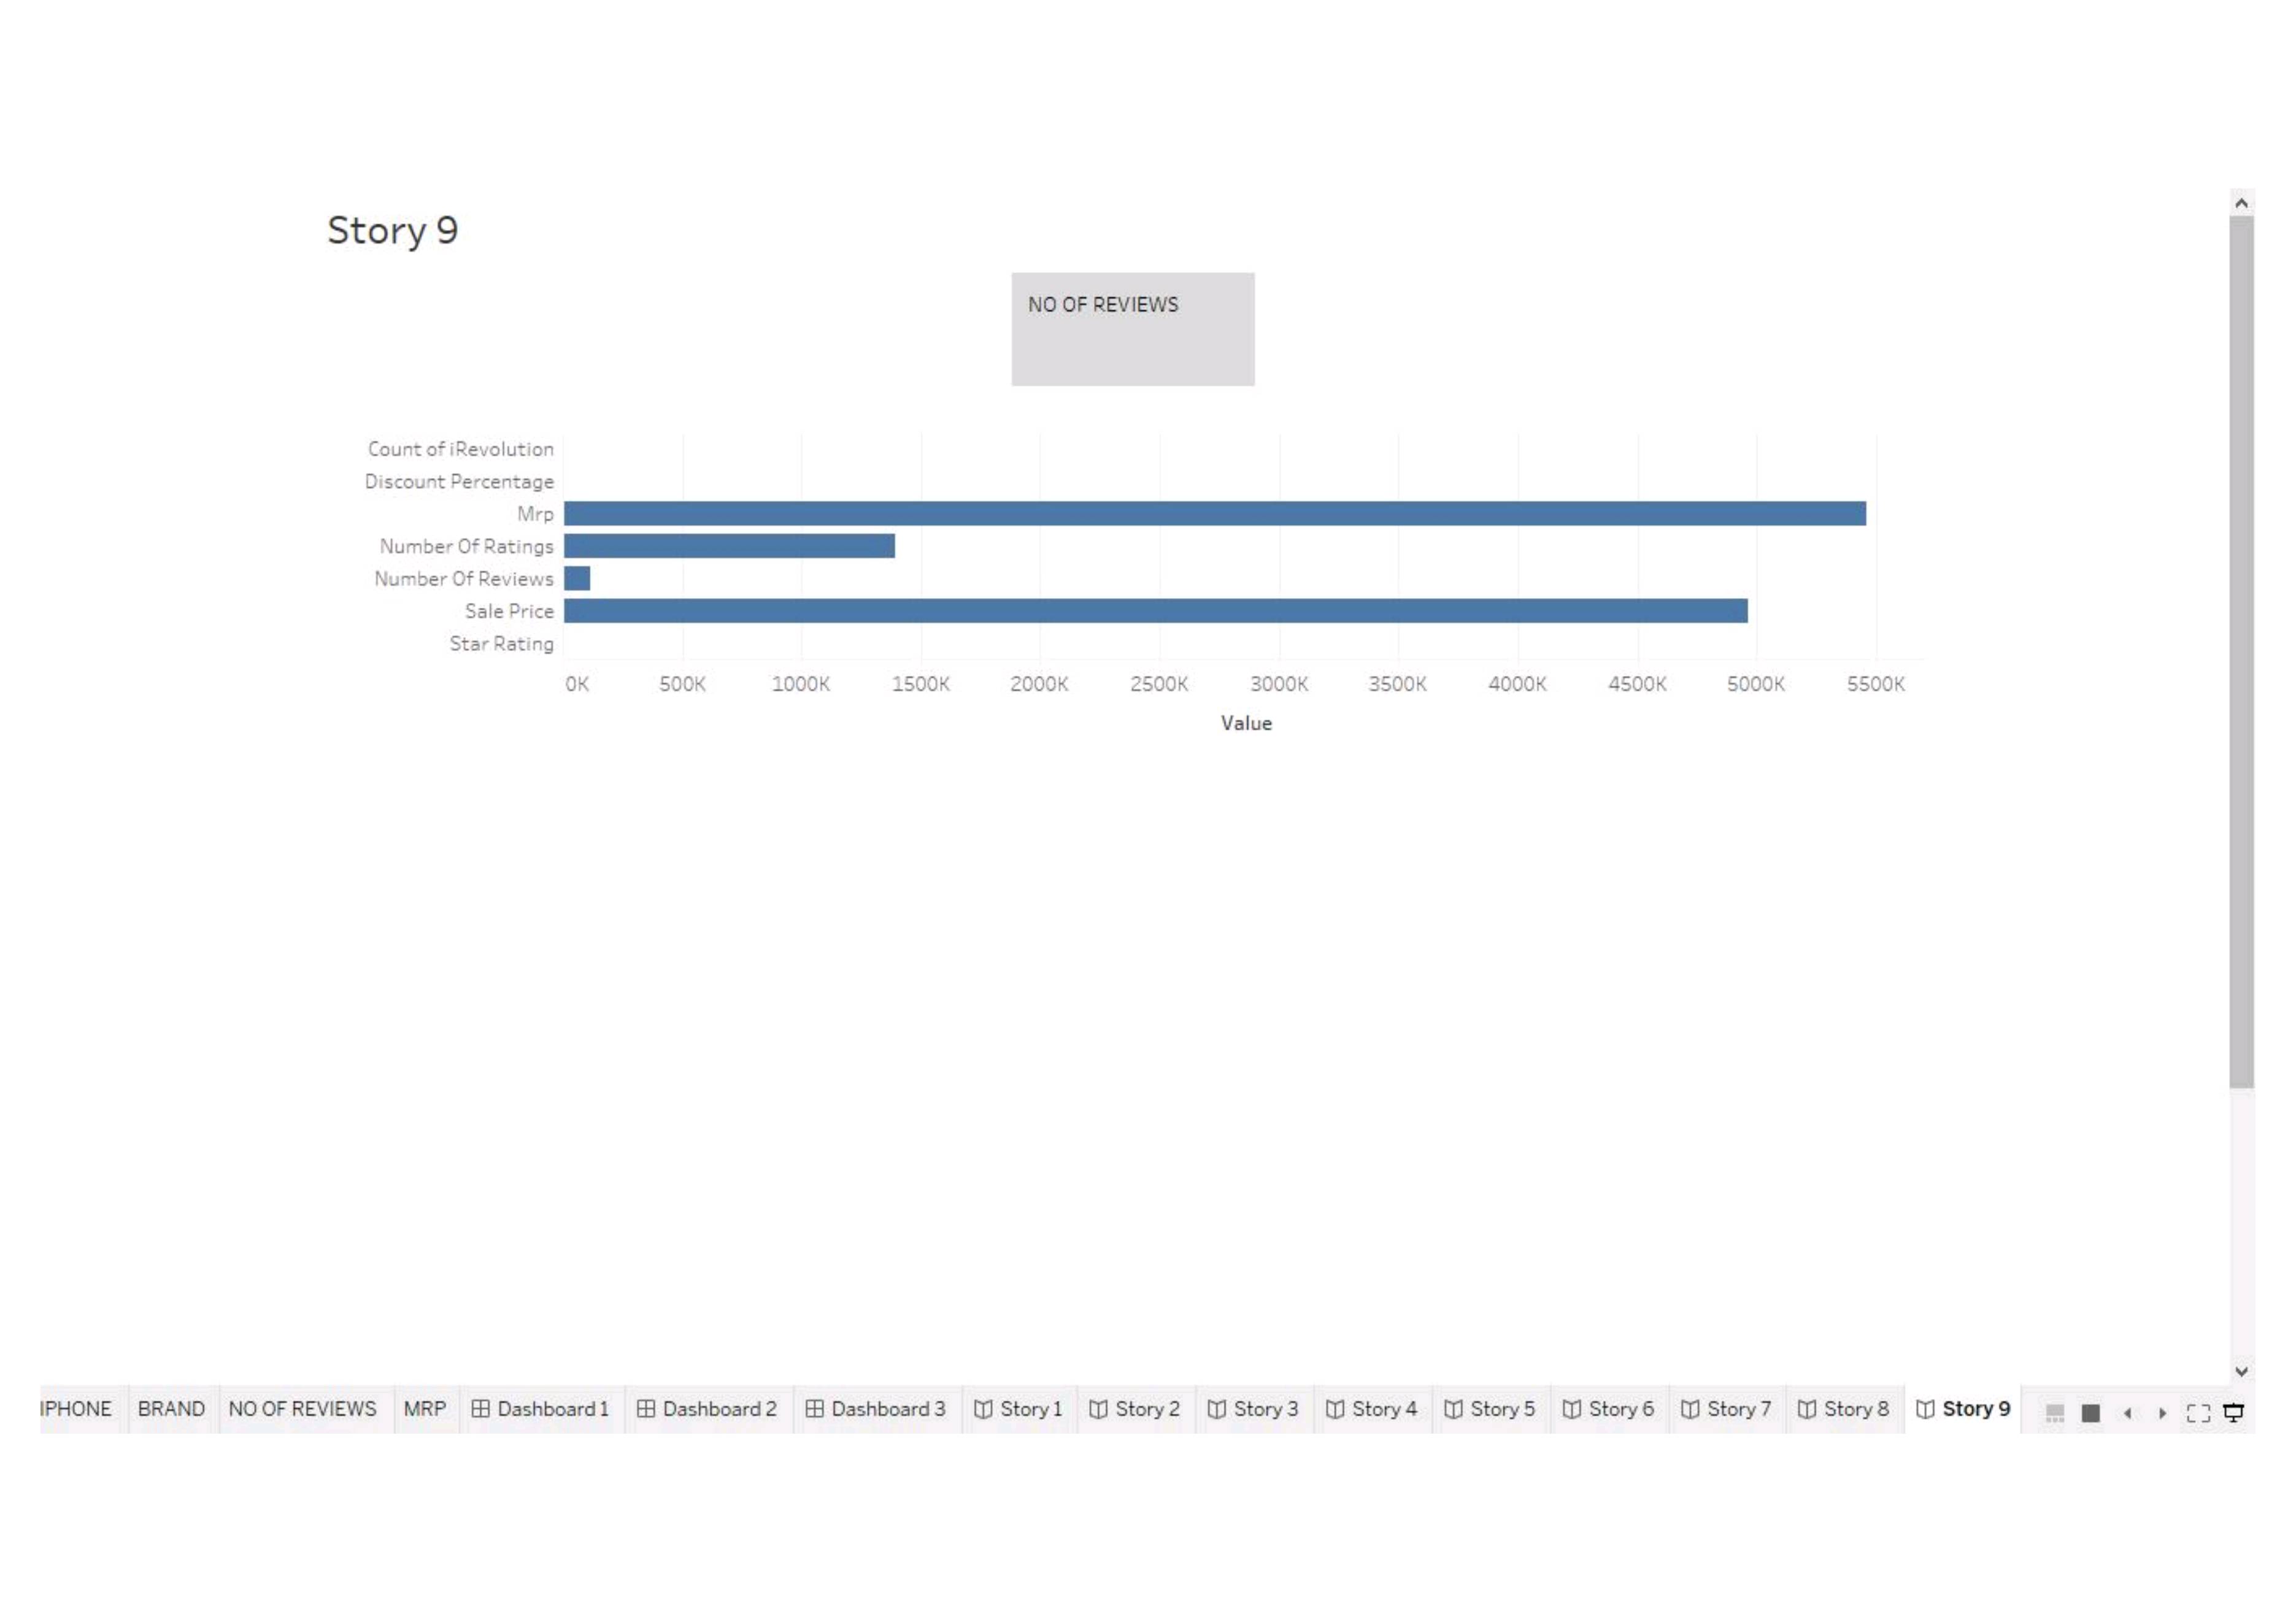 Story 9
NO OF REVIEWS
Count of iRevolution
Discount Percentage
Mrp
Number Of Ratings
Number Of Reviews
Sale Price
Star Rating
0K 500K 1000K 1500K 2000K 2500K 3000K 3500K 4000K 4500K 5000K 5500K
Value
IPHONE BRAND NO OF REVIEWS MRP Dashboard 1 Dashboard 2 Dashboard 3 Story 1 Story 2 Story 3 Story 4 Story 5 Story 6 Story 7 Story 8 Story 9